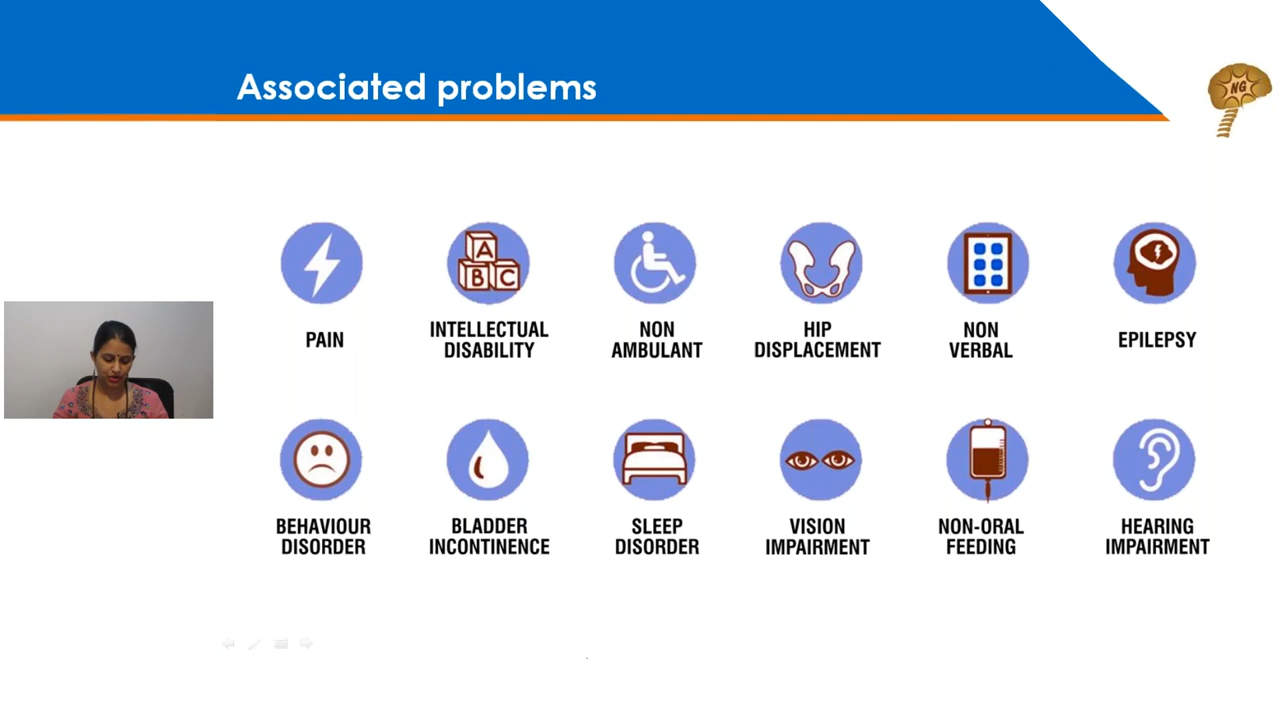 Associated problems
NG
PAIN
INTELLECTUAL
DISABILITY
NON
AMBULANT
HIP
DISPLACEMENT
NON
VERBAL
EPILEPSY
BEHAVIOUR
DISORDER
BLADDER
INCONTINENCE
SLEEP
DISORDER
VISION
IMPAIRMENT
NON-ORAL
FEEDING
HEARING
IMPAIRMENT
A
B C